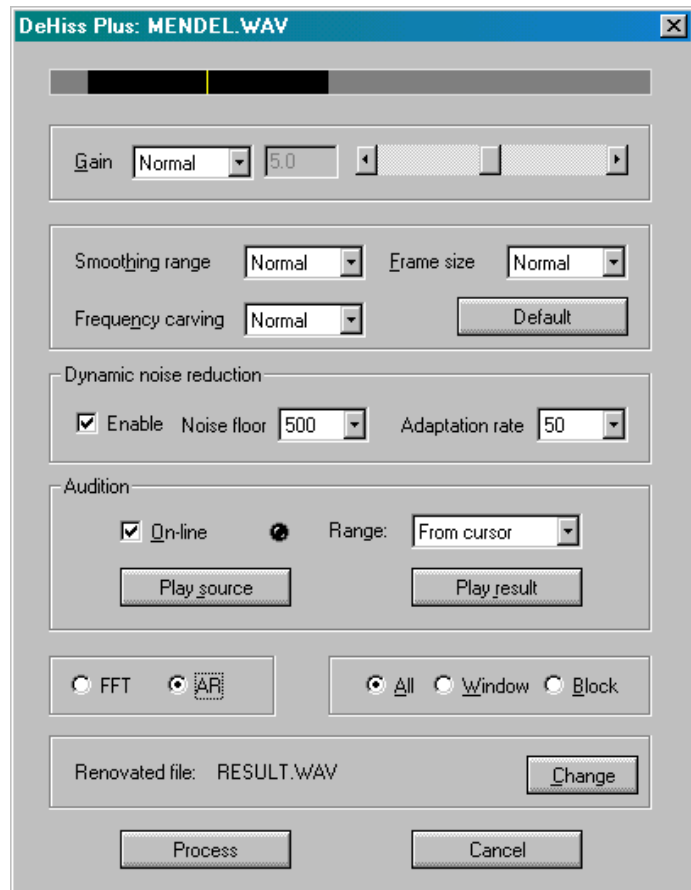 DeHiss Plus: MENDEL.WAV
Gain Normal 5.0
Smoothing range Normal Frame size Normal
Frequency carving Normal Default
Dynamic noise reduction
Enable Noise floor 500 Adaptation rate 50
Audition
On-line Range: From cursor
Play source Play result
FFT AR All Window Block
Renovated file: RESULT.WAV Change
Process Cancel